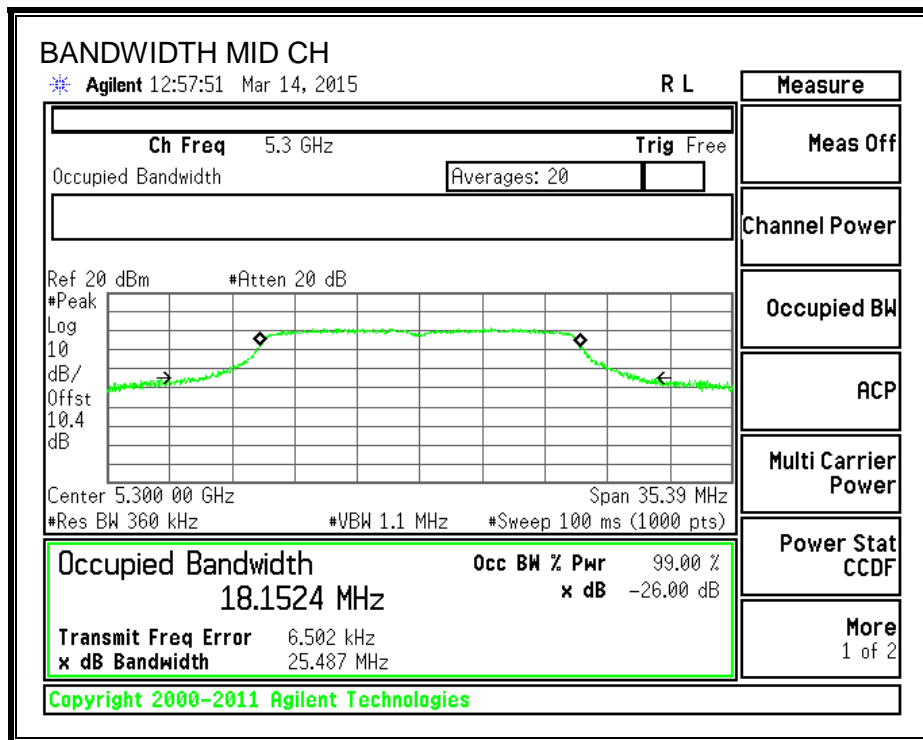 BANDWIDTH MID CH
Agilent 12:57:51 Mar 14, 2015 R L
Measure
Ch Freq 5.3 GHz Trig Free
Meas Off
Occupied Bandwidth Averages: 20
Channel Power
Ref 20 dBm #Atten 20 dB
#Peak
Log
10
dB/
Offst
10.4
dB
Occupied BW
ACP
Center 5.300 00 GHz Span 35.39 MHz
#Res BW 360 kHz #VBW 1.1 MHz #Sweep 100 ms (1000 pts)
Multi Carrier
Power
Occupied Bandwidth Occ BW % Pwr 99.00 %
18.1524 MHz x dB -26.00 dB
Transmit Freq Error 6.502 kHz
x dB Bandwidth 25.487 MHz
Power Stat
CCDF
More
1 of 2
Copyright 2000-2011 Agilent Technologies